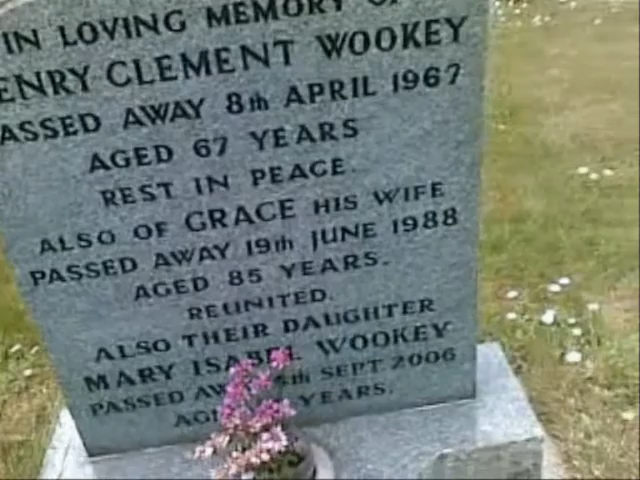 IN LOVING MEMORY
ENRY CLEMENT WOOKEY
ASSED AWAY 8th APRIL 1967
AGED 67 YEARS
REST IN PEACE.
ALSO OF GRACE HIS WIFE
PASSED AWAY 19th JUNE 1988
AGED 85 YEARS.
REUNITED.
ALSO THEIR DAUGHTER
MARY ISABEL WOOKEY
PASSED SEPT 2006
YEARS.